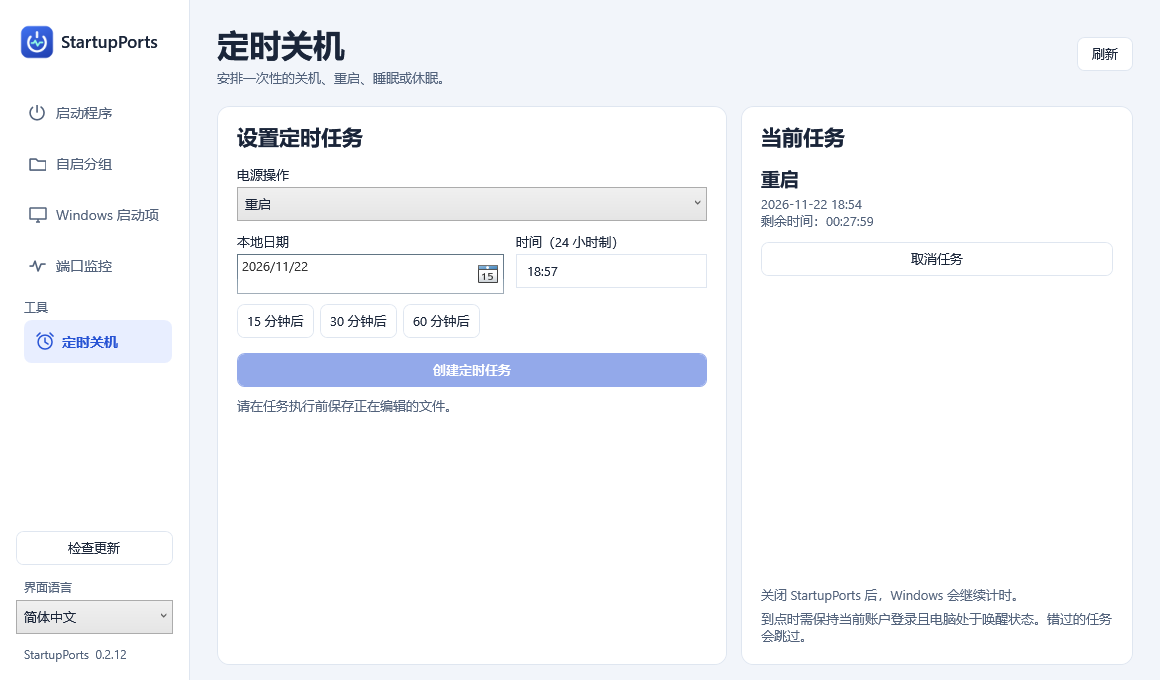 StartupPorts
启动程序
自启分组
Windows 启动项
端口监控
工具
定时关机
检查更新
界面语言
简体中文
StartupPorts 0.2.12
定时关机
安排一次性的关机、重启、睡眠或休眠。
刷新
设置定时任务
电源操作
重启
本地日期
时间（24 小时制）
2026/11/22
15
18:57
15 分钟后
30 分钟后
60 分钟后
创建定时任务
请在任务执行前保存正在编辑的文件。
当前任务
重启
2026-11-22 18:54
剩余时间：00:27:59
取消任务
关闭 StartupPorts 后，Windows 会继续计时。
到点时需保持当前账户登录且电脑处于唤醒状态。错过的任务
会跳过。